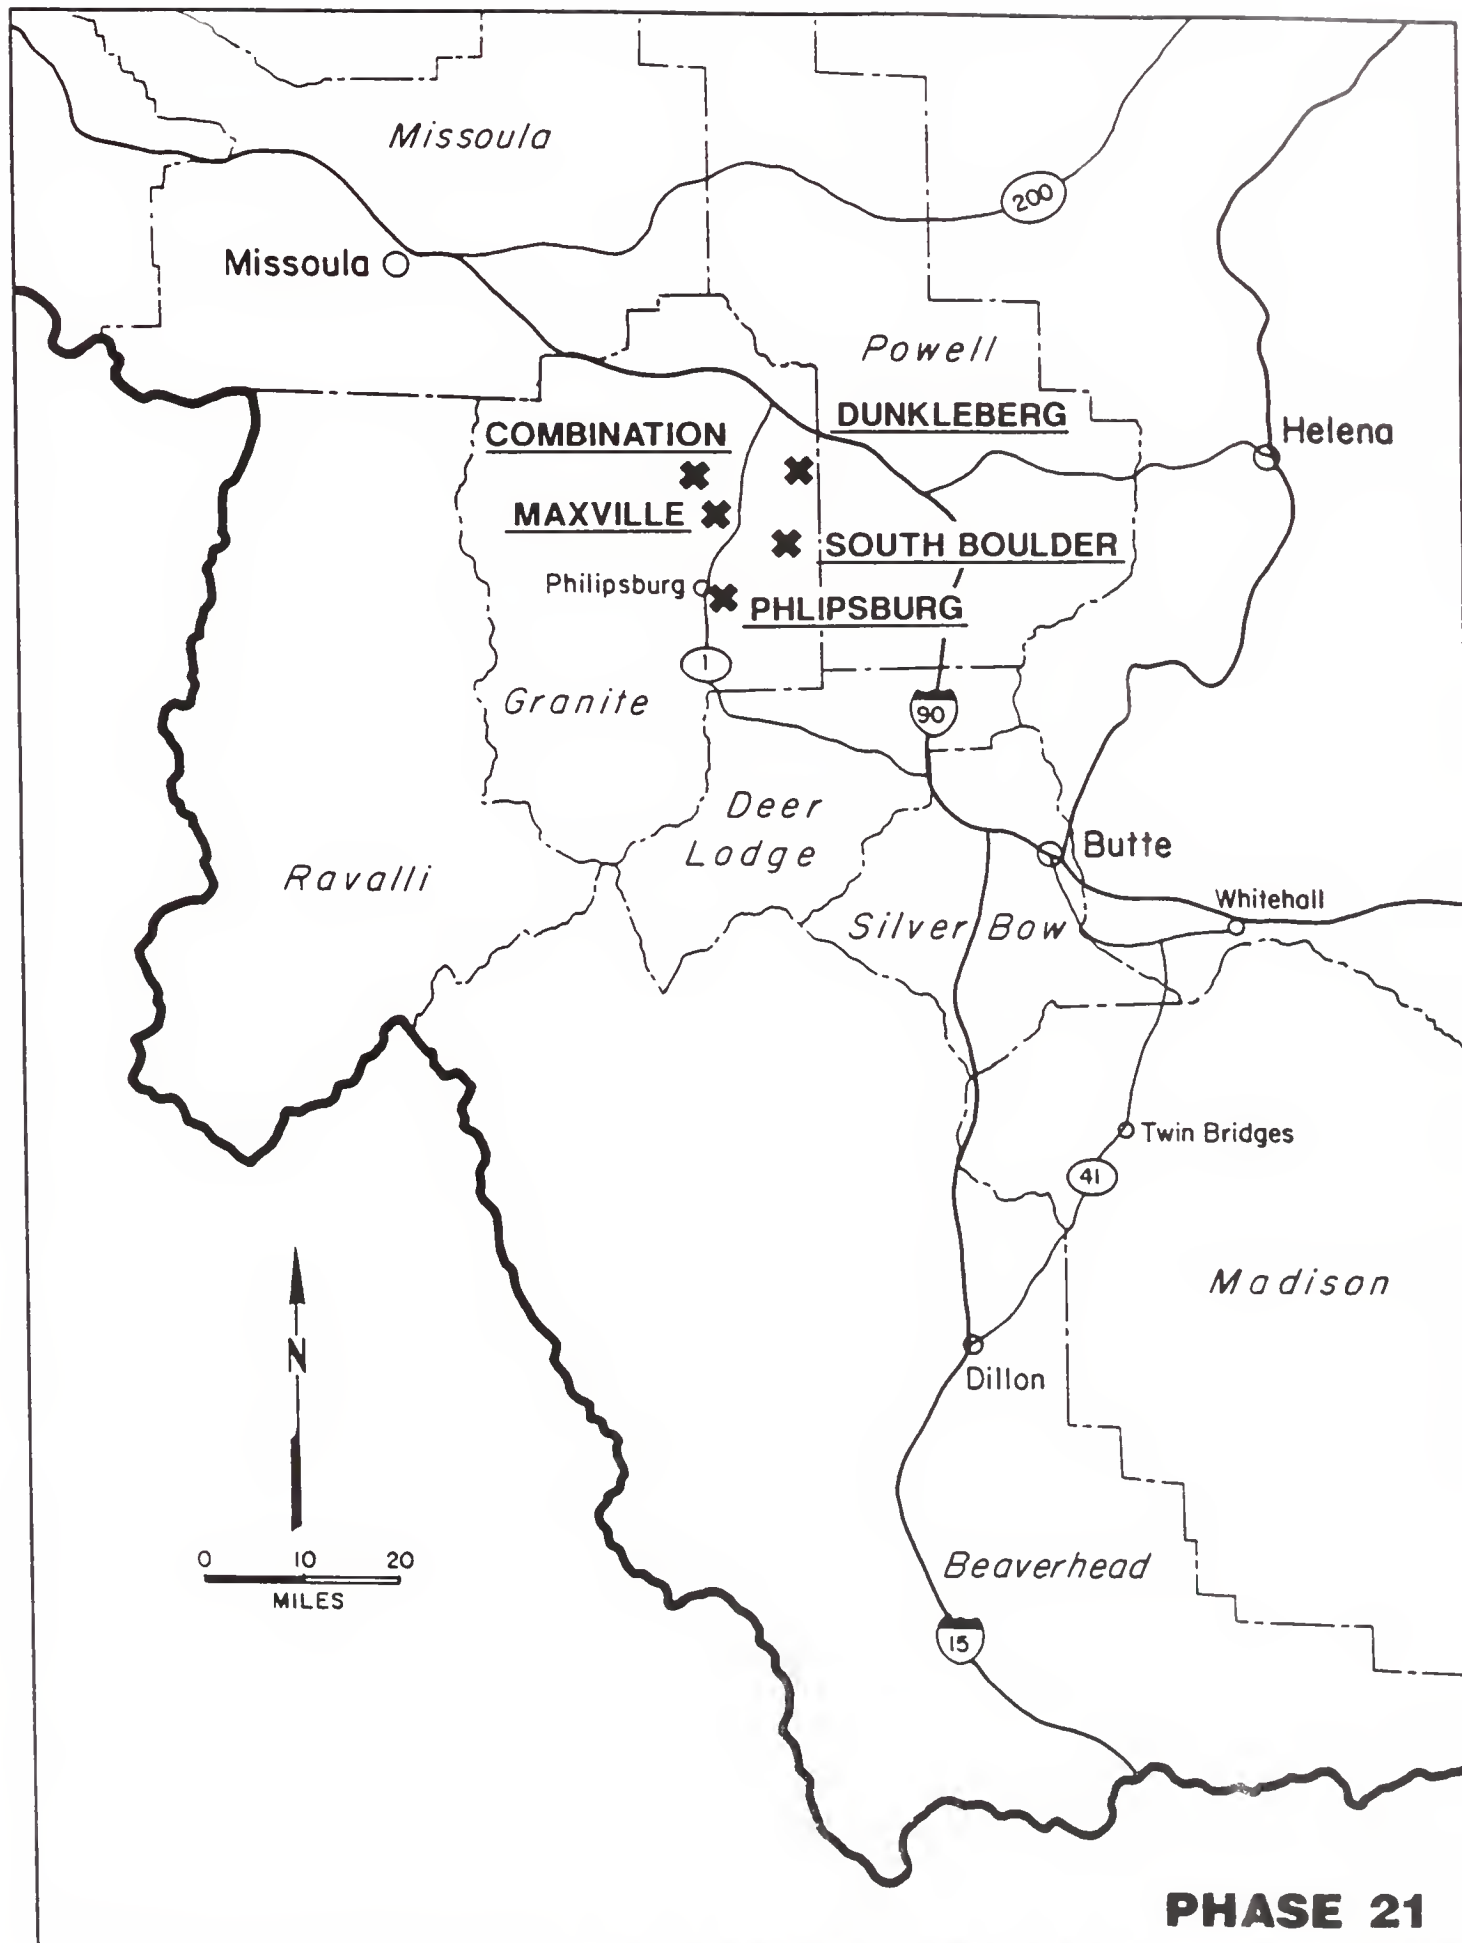 Missoula
200
Missoula
Powell
DUNKLEBERG
COMBINATION
Helena
MAXVILLE
SOUTH BOULDER
Philipsburg
PHLIPSBURG
1
Granite
90
Deer
Lodge
Butte
Ravalli
Whitehall
Silver Bow
Twin Bridges
41
Madison
N
Dillon
0 10 20
MILES
Beaverhead
15
PHASE 21